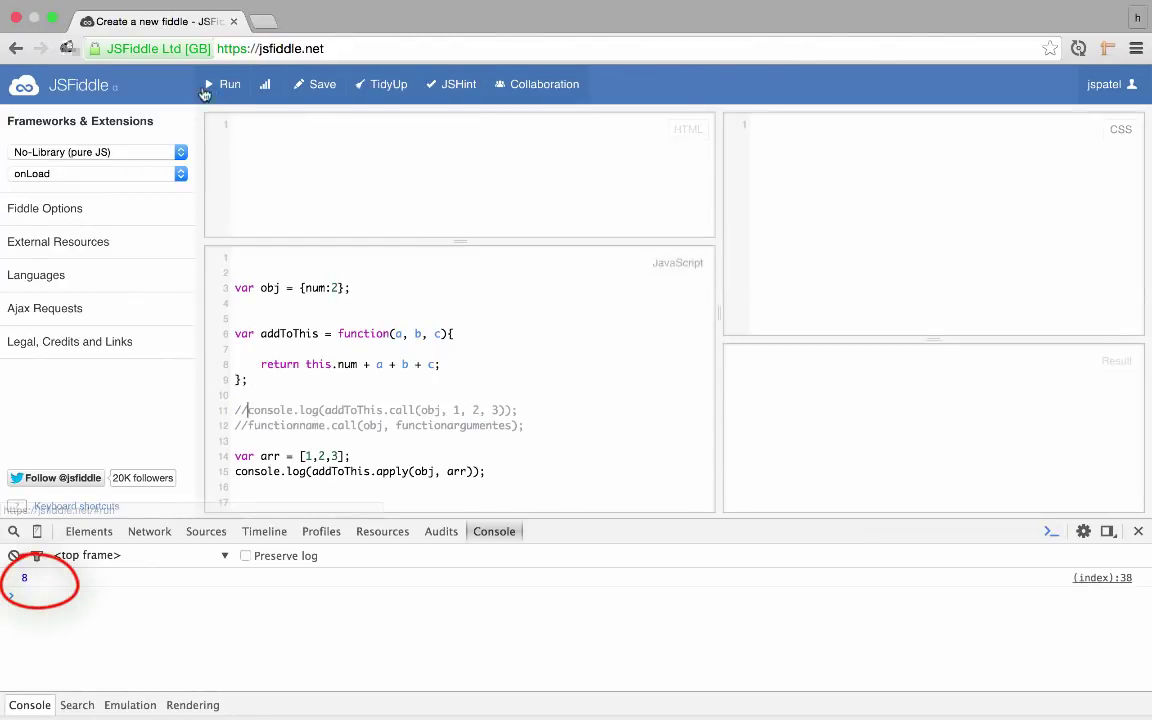 Create a new fiddle - JSFi
h
JSFiddle Ltd [GB] https://jsfiddle.net
JSFiddle α Run Save TidyUp JSHint Collaboration jspatel
Frameworks & Extensions
No-Library (pure JS)
onLoad
Fiddle Options
External Resources
Languages
Ajax Requests
Legal, Credits and Links
Follow @jsfiddle 20K followers
Keyboard shortcuts
https://jsfiddle.net/#run
1 HTML
1 CSS
1 JavaScript
2
3 var obj = {num:2};
4
5
6 var addToThis = function(a, b, c){
7
8 return this.num + a + b + c;
9 };
10
11 //console.log(addToThis.call(obj, 1, 2, 3));
12 //functionname.call(obj, functionargumentes);
13
14 var arr = [1,2,3];
15 console.log(addToThis.apply(obj, arr));
16
17
Result
Elements Network Sources Timeline Profiles Resources Audits Console
<top frame> Preserve log
8 (index):38
Console Search Emulation Rendering